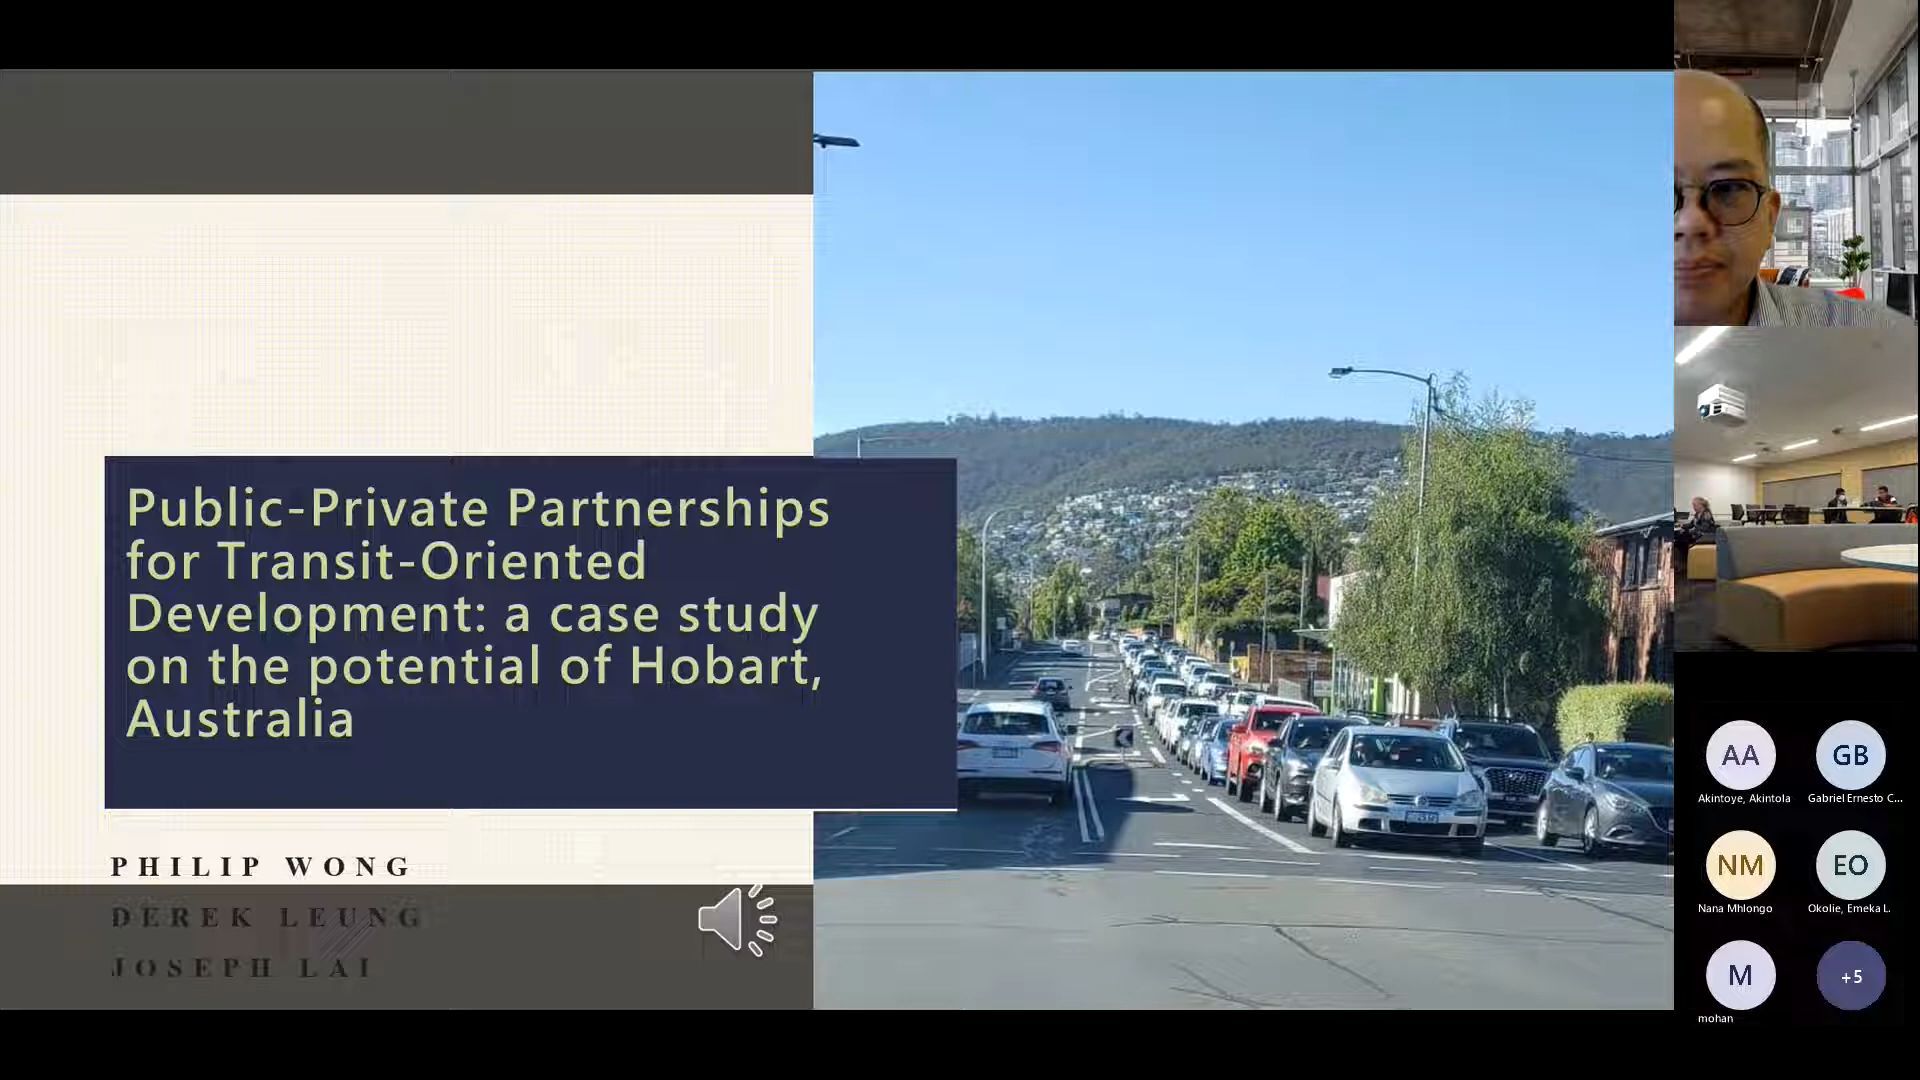 Public-Private Partnerships
for Transit-Oriented
Development: a case study
on the potential of Hobart,
Australia
PHILIP WONG
DEREK LEUNG
JOSEPH LAI
AA
Akintoye, Akintola
GB
Gabriel Ernesto C...
NM
Nana Mhlongo
EO
Okolie, Emeka L.
M
mohan
+5